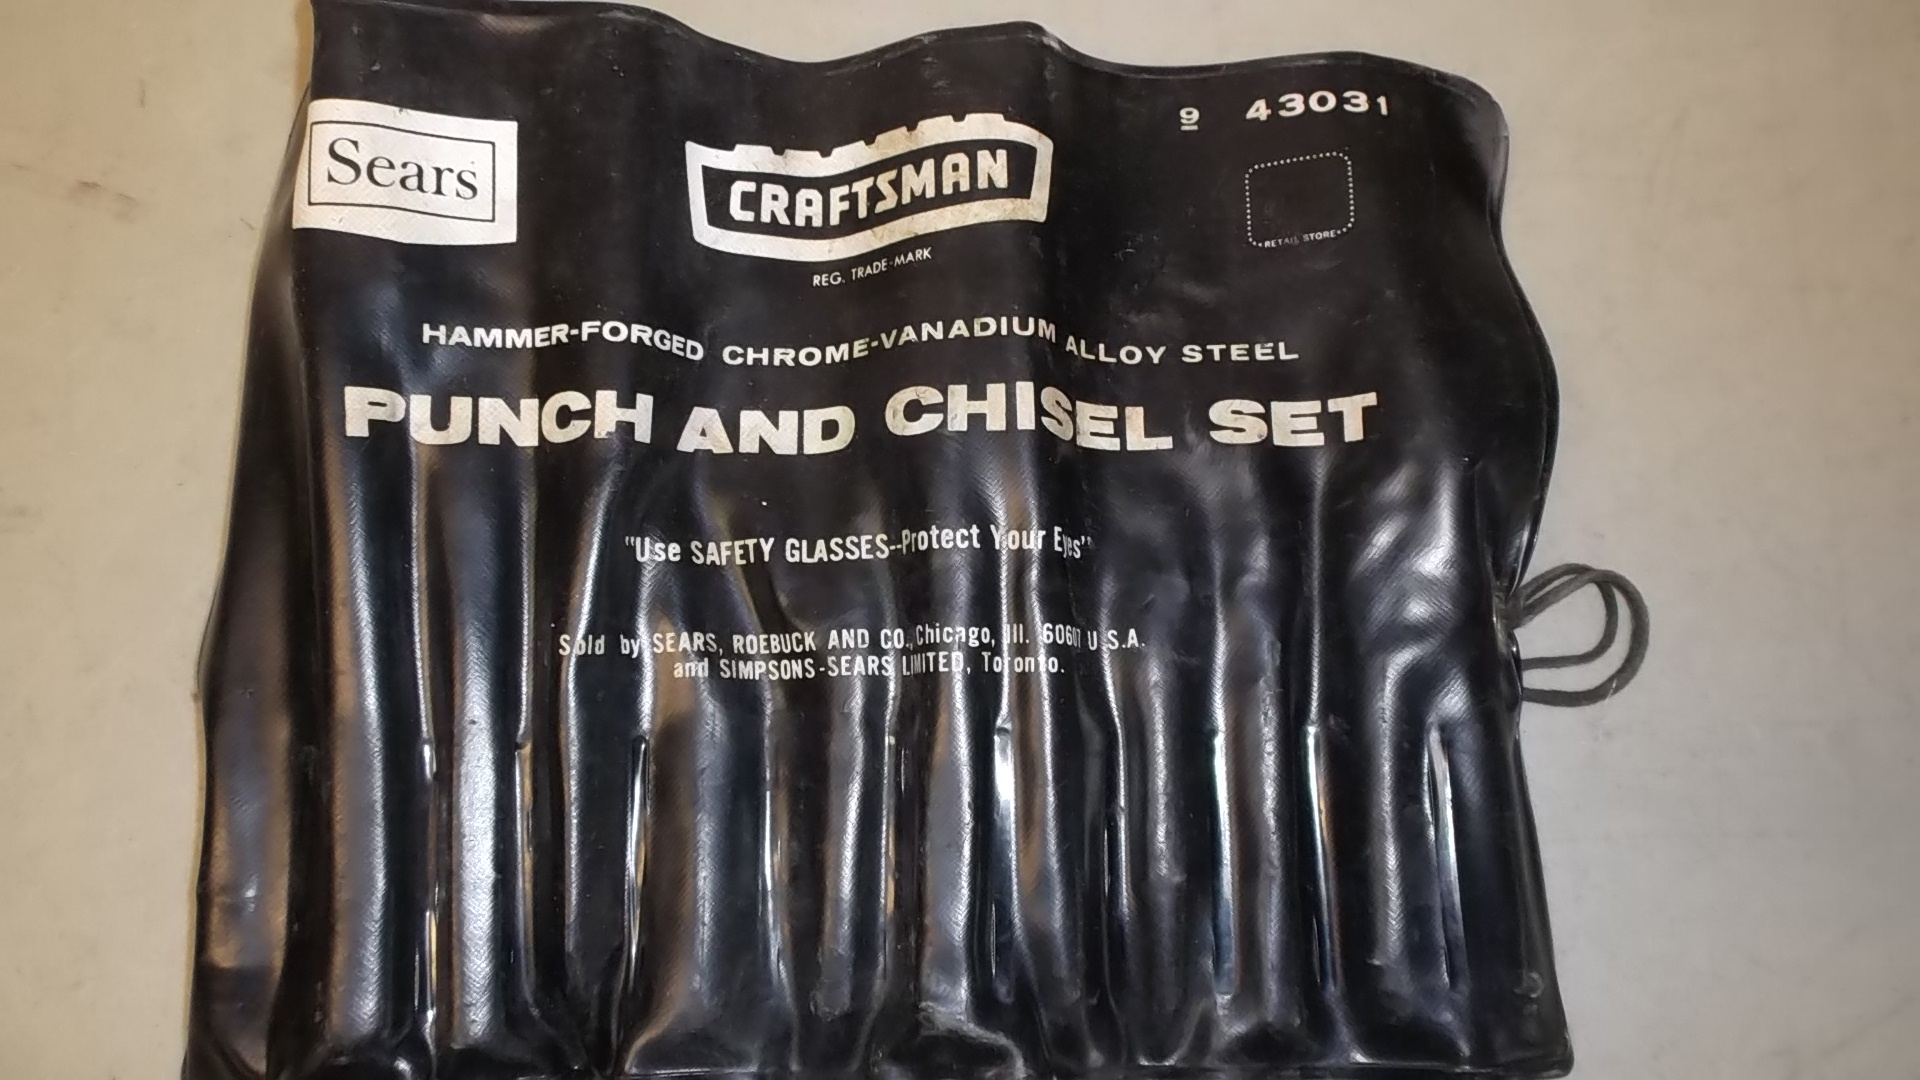 Sears
CRAFTSMAN
REG. TRADE-MARK
9 43031
RETAIL STORE
HAMMER-FORGED CHROME-VANADIUM ALLOY STEEL
PUNCH AND CHISEL SET
"Use SAFETY GLASSES--Protect Your Eyes"
Sold by SEARS, ROEBUCK AND CO., Chicago, Ill. 60607 U.S.A.
and SIMPSONS-SEARS LIMITED, Toronto.